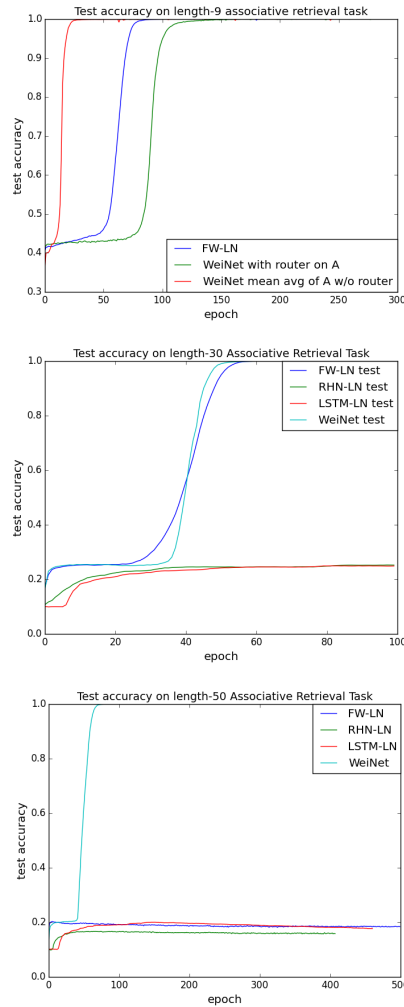 Test accuracy on length-9 associative retrieval task
1.0
0.9
0.8
0.7
0.6
0.5
0.4
0.3
test accuracy
FW-LN
WeiNet with router on A
WeiNet mean avg of A w/o router
0 50 100 150 200 250 300
epoch
Test accuracy on length-30 Associative Retrieval Task
1.0
0.8
0.6
0.4
0.2
0.0
test accuracy
FW-LN test
RHN-LN test
LSTM-LN test
WeiNet test
0 20 40 60 80 100
epoch
Test accuracy on length-50 Associative Retrieval Task
1.0
0.8
0.6
0.4
0.2
0.0
test accuracy
FW-LN
RHN-LN
LSTM-LN
WeiNet
0 100 200 300 400 500
epoch